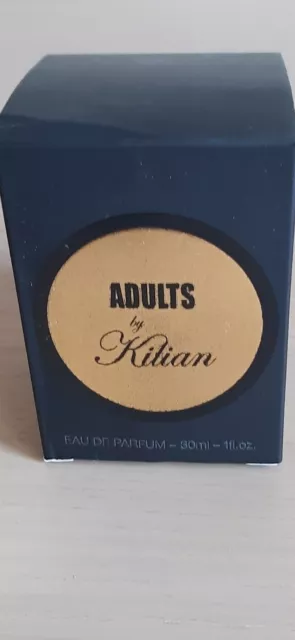 ADULTS
by
Kilian
EAU DE PARFUM – 30ml – 1fl.oz.